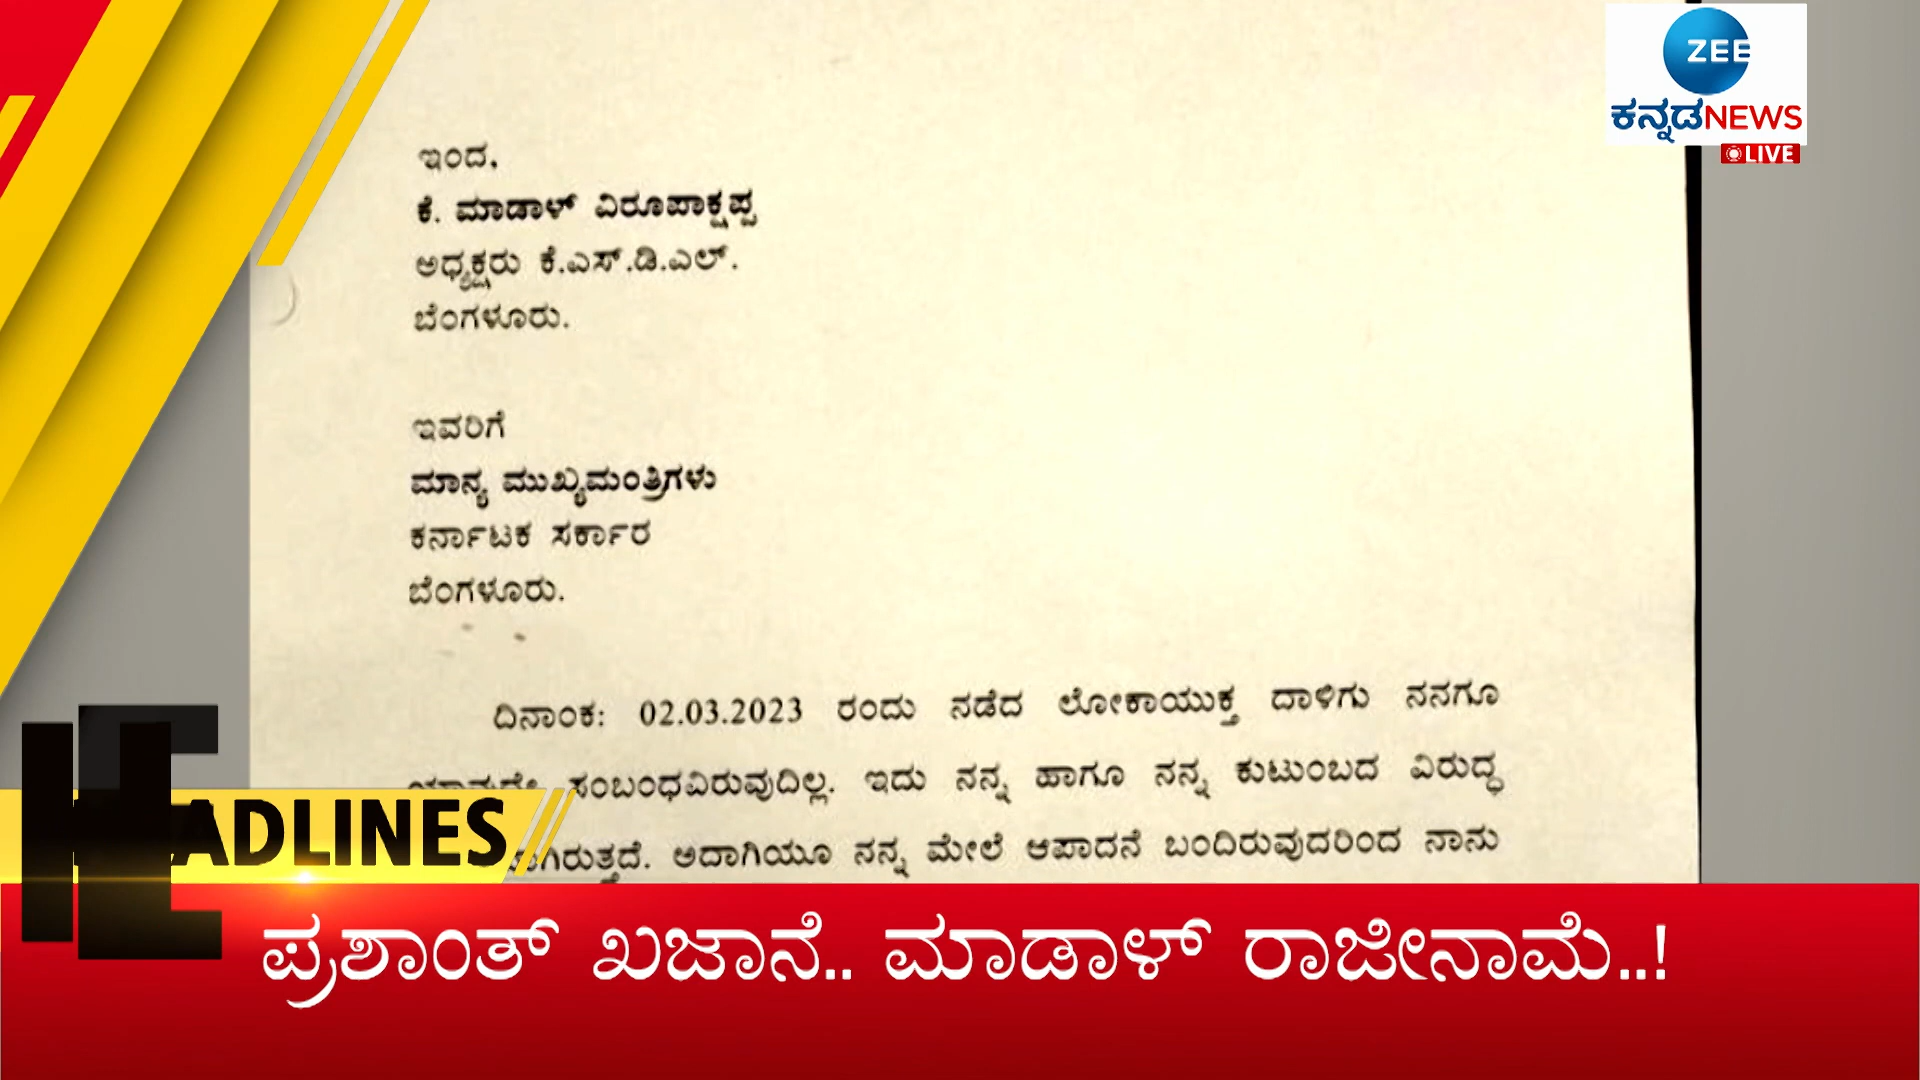 ZEE
ಕನ್ನಡNEWS
LIVE
ಇಂದ,
ಕೆ. ಮಾಡಾಳ್ ವಿರೂಪಾಕ್ಷಪ್ಪ
ಅಧ್ಯಕ್ಷರು ಕೆ.ಎಸ್.ಡಿ.ಎಲ್.
ಬೆಂಗಳೂರು.
ಇವರಿಗೆ
ಮಾನ್ಯ ಮುಖ್ಯಮಂತ್ರಿಗಳು
ಕರ್ನಾಟಕ ಸರ್ಕಾರ
ಬೆಂಗಳೂರು.
ದಿನಾಂಕ: 02.03.2023 ರಂದು ನಡೆದ ಲೋಕಾಯುಕ್ತ ದಾಳಿಗು ನನಗೂ
ಸಂಬಂಧವಿರುವುದಿಲ್ಲ. ಇದು ನನ್ನ ಹಾಗೂ ನನ್ನ ಕುಟುಂಬದ ವಿರುದ್ಧ
ಅದಾಗಿಯೂ ನನ್ನ ಮೇಲೆ ಆಪಾದನೆ ಬಂದಿರುವುದರಿಂದ ನಾನು
HEADLINES
ಪ್ರಶಾಂತ್ ಖಜಾನೆ.. ಮಾಡಾಳ್ ರಾಜೀನಾಮೆ..!